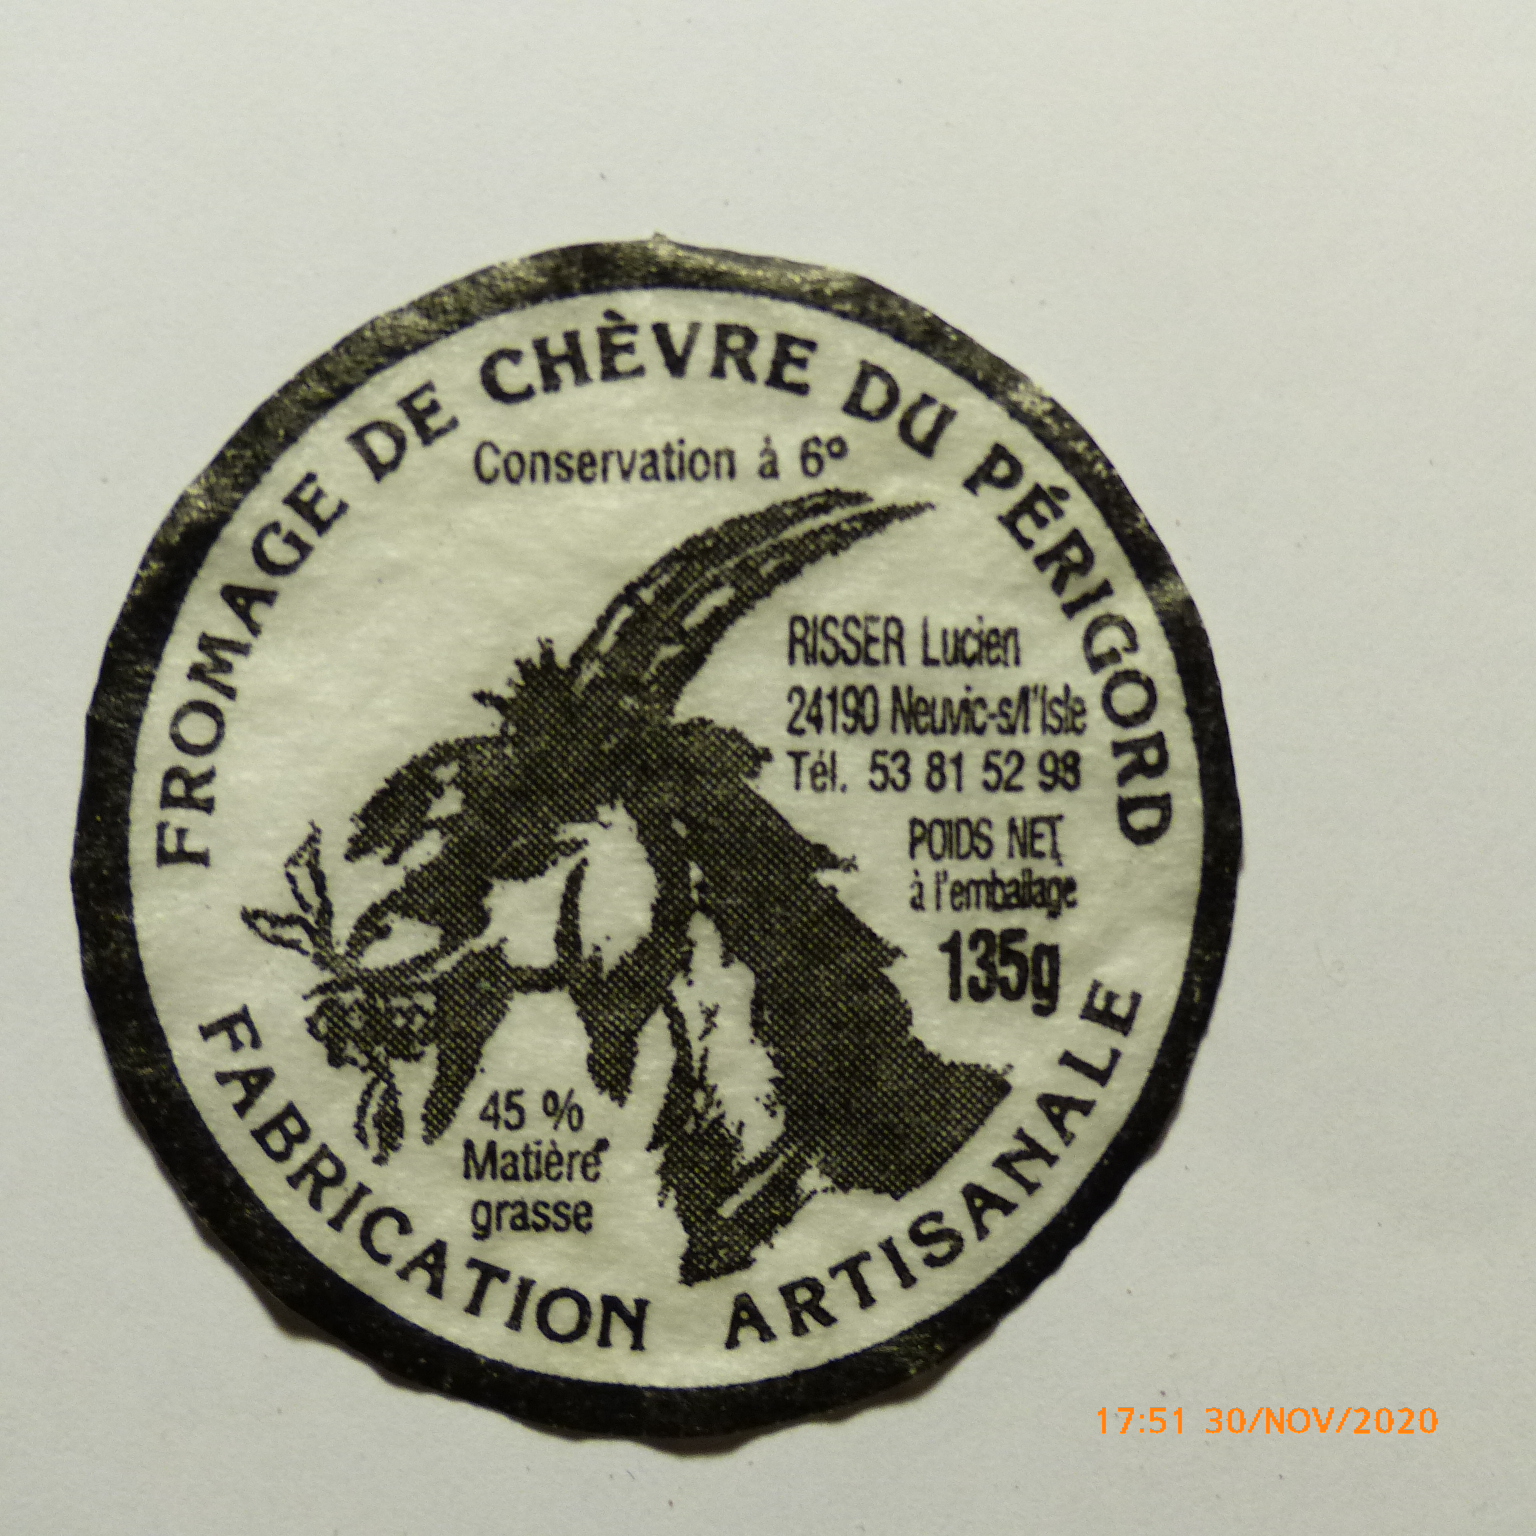 FROMAGE DE CHÈVRE DU PÉRIGORD
Conservation à 6°
RISSER Lucien
24190 Neuvic-s/l'Isle
Tél. 53 81 52 98
POIDS NET
à l'emballage
135g
45 %
Matière
grasse
FABRICATION ARTISANALE
17:51 30/NOV/2020